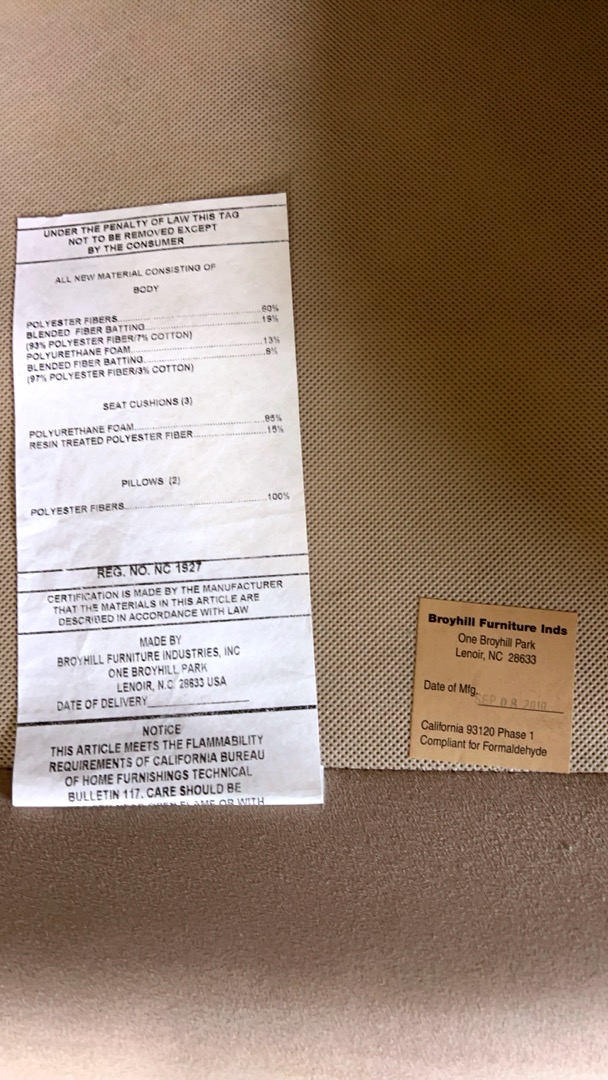 UNDER THE PENALTY OF LAW THIS TAG
NOT TO BE REMOVED EXCEPT
BY THE CONSUMER
ALL NEW MATERIAL CONSISTING OF
BODY
POLYESTER FIBERS........60%
BLENDED FIBER BATTING........19%
(93% POLYESTER FIBER/7% COTTON)
POLYURETHANE FOAM........13%
BLENDED FIBER BATTING........8%
(97% POLYESTER FIBER/3% COTTON)
SEAT CUSHIONS (3)
POLYURETHANE FOAM........85%
RESIN TREATED POLYESTER FIBER........15%
PILLOWS (2)
POLYESTER FIBERS........100%
REG. NO. NC 1927
CERTIFICATION IS MADE BY THE MANUFACTURER
THAT THE MATERIALS IN THIS ARTICLE ARE
DESCRIBED IN ACCORDANCE WITH LAW
MADE BY
BROYHILL FURNITURE INDUSTRIES, INC
ONE BROYHILL PARK
LENOIR, N.C. 28633 USA
DATE OF DELIVERY
NOTICE
THIS ARTICLE MEETS THE FLAMMABILITY
REQUIREMENTS OF CALIFORNIA BUREAU
OF HOME FURNISHINGS TECHNICAL
BULLETIN 117. CARE SHOULD BE
OPEN FLAME OR WITH
Broyhill Furniture Inds
One Broyhill Park
Lenoir, NC 28633
Date of Mfg. SEP 08 2010
California 93120 Phase 1
Compliant for Formaldehyde